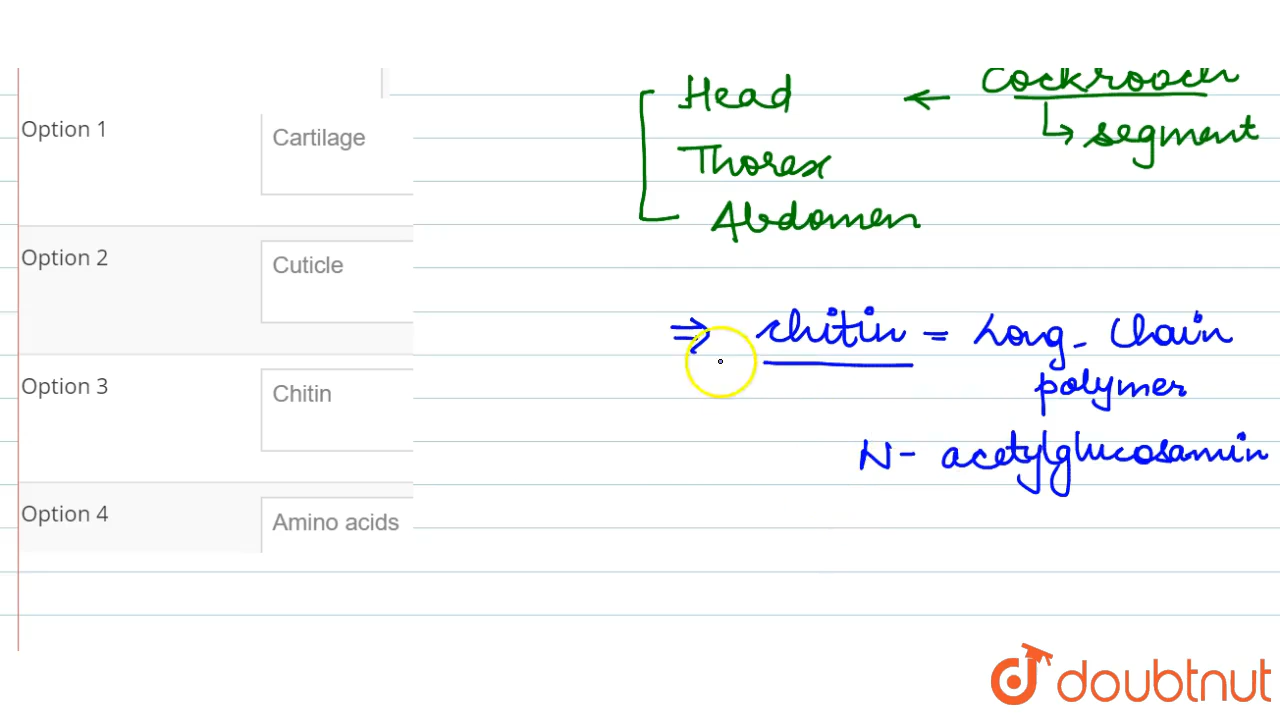 Cockroach
Head ←
↳ segment
Thorax
Abdomen
Option 1 Cartilage
Option 2 Cuticle
Option 3 Chitin
Option 4 Amino acids
⇒ chitin = Long-Chain
polymer
N- acetylglucosamin
doubtnut